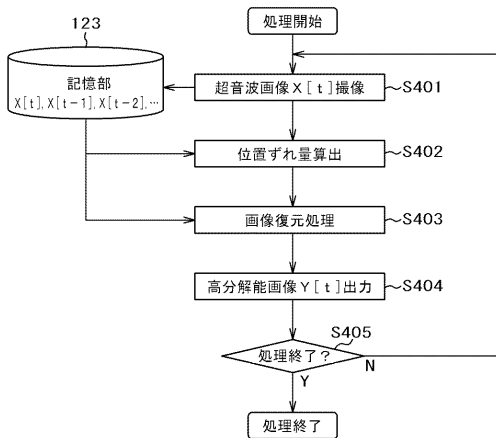 123
処理開始
記憶部
X[t],X[t-1],X[t-2],…
超音波画像X[t]撮像
S401
位置ずれ量算出
S402
画像復元処理
S403
高分解能画像Y[t]出力
S404
S405
処理終了?
N
Y
処理終了